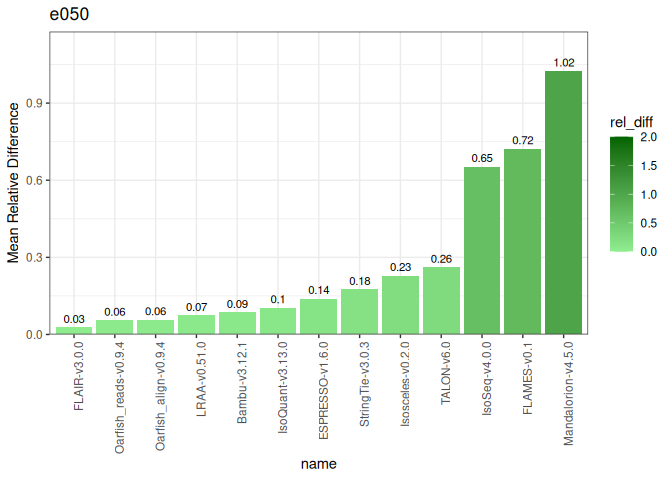 e050
Mean Relative Difference
0.9
0.6
0.3
0.0
0.03
0.06
0.06
0.07
0.09
0.1
0.14
0.18
0.23
0.26
0.65
0.72
1.02
FLAIR-v3.0.0
Oarfish_reads-v0.9.4
Oarfish_align-v0.9.4
LRAA-v0.51.0
Bambu-v3.12.1
IsoQuant-v3.13.0
ESPRESSO-v1.6.0
StringTie-v3.0.3
Isosceles-v0.2.0
TALON-v6.0
IsoSeq-v4.0.0
FLAMES-v0.1
Mandalorion-v4.5.0
name
rel_diff
2.0
1.5
1.0
0.5
0.0